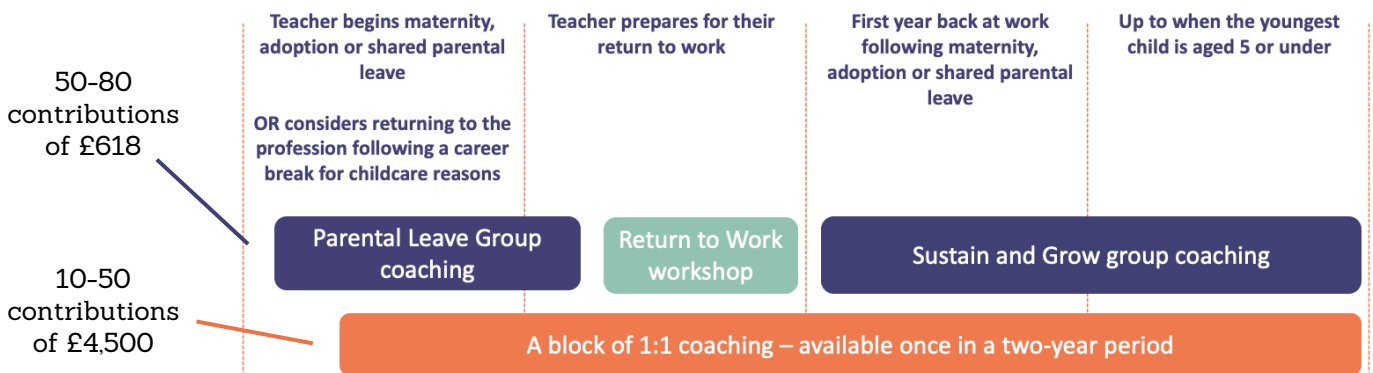 Teacher begins maternity,
adoption or shared parental
leave
OR considers returning to the
profession following a career
break for childcare reasons
Teacher prepares for their
return to work
First year back at work
following maternity,
adoption or shared parental
leave
Up to when the youngest
child is aged 5 or under
50-80
contributions
of £618
Parental Leave Group
coaching
Return to Work
workshop
Sustain and Grow group coaching
10-50
contributions
of £4,500
A block of 1:1 coaching – available once in a two-year period